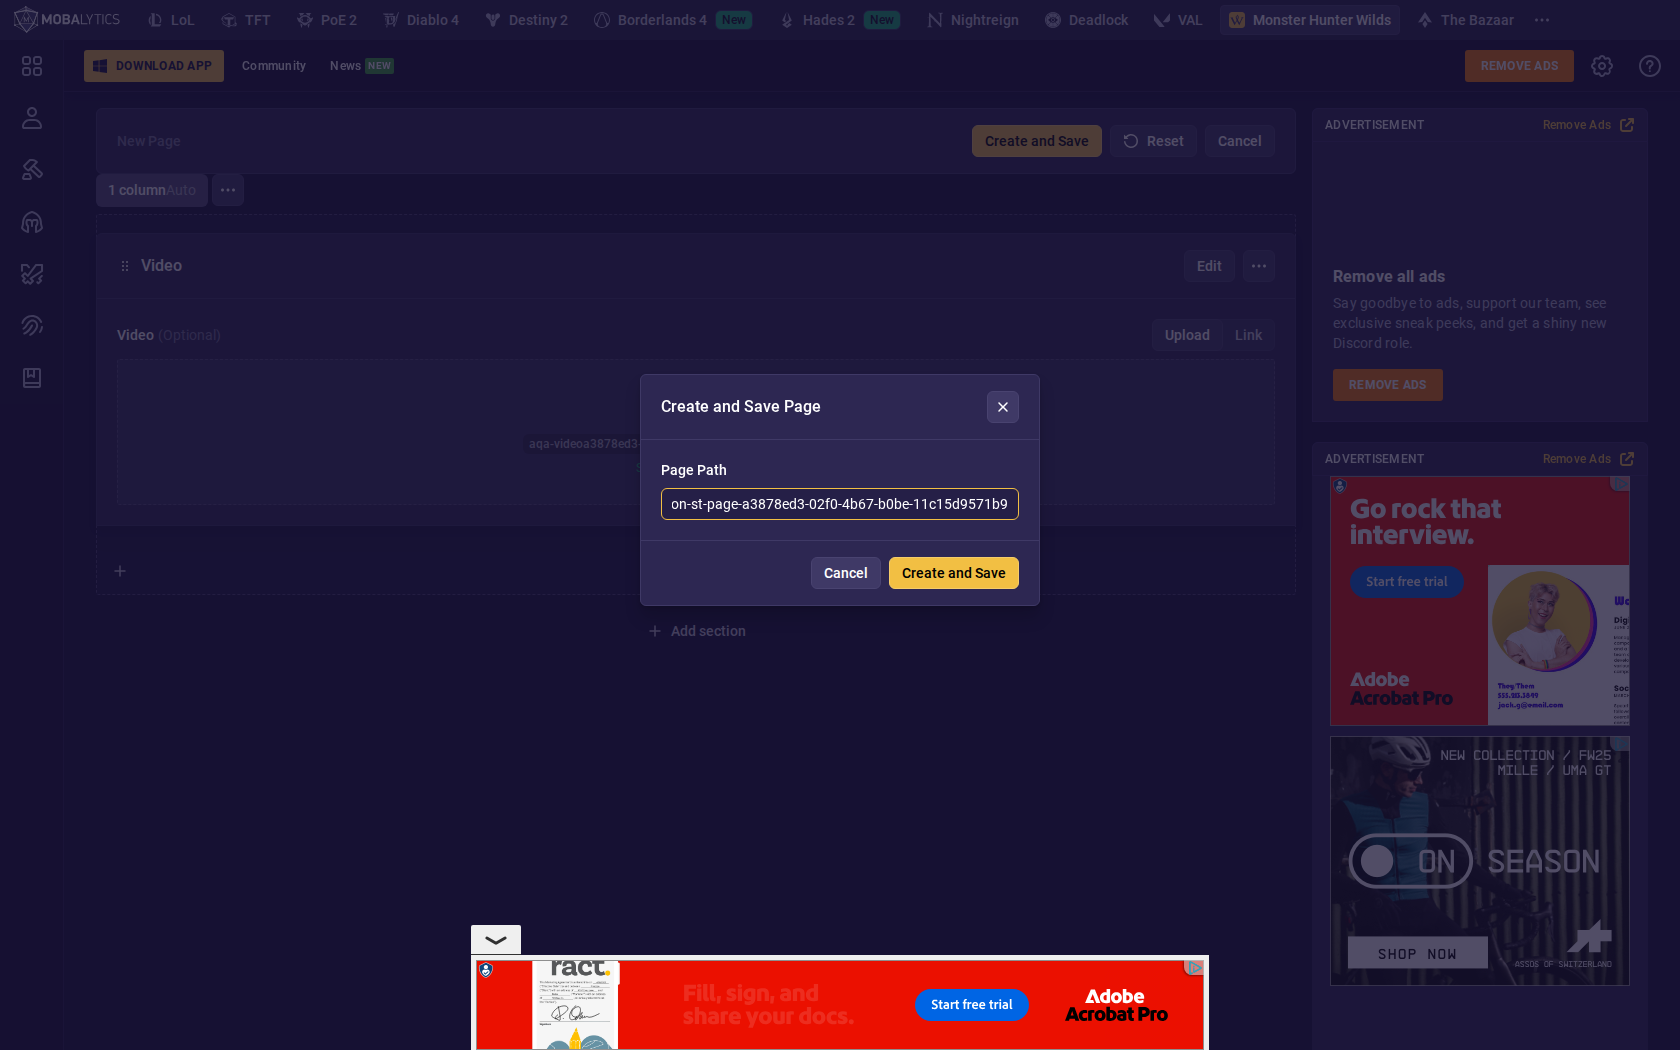 MOBALYTICS
LoL
TFT
PoE 2
Diablo 4
Destiny 2
Borderlands 4
New
Hades 2
New
Nightreign
Deadlock
VAL
Monster Hunter Wilds
The Bazaar
DOWNLOAD APP
Community
News
NEW
REMOVE ADS
New Page
Create and Save
Reset
Cancel
1 columnAuto
Video
Edit
Video (Optional)
Upload
Link
aqa-videoa3878ed3-
Create and Save Page
Page Path
on-st-page-a3878ed3-02f0-4b67-b0be-11c15d9571b9
Cancel
Create and Save
Add section
ADVERTISEMENT
Remove Ads
Remove all ads
Say goodbye to ads, support our team, see
exclusive sneak peeks, and get a shiny new
Discord role.
REMOVE ADS
ADVERTISEMENT
Remove Ads
Go rock that
interview.
Start free trial
Adobe
Acrobat Pro
They/Them
jack.g@email.com
NEW COLLECTION / FW25
MILLE / UMA GT
ON SEASON
SHOP NOW
ASSOS OF SWITZERLAND
ract.
Fill, sign, and
share your docs.
Start free trial
Adobe
Acrobat Pro